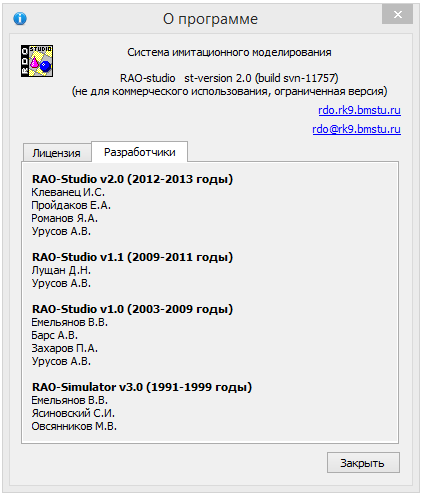 О программе
RDO
STUDIO
Система имитационного моделирования
RAO-studio st-version 2.0 (build svn-11757)
(не для коммерческого использования, ограниченная версия)
rdo.rk9.bmstu.ru
rdo@rk9.bmstu.ru
Лицензия
Разработчики
RAO-Studio v2.0 (2012-2013 годы)
Клеванец И.С.
Пройдаков Е.А.
Романов Я.А.
Урусов А.В.
RAO-Studio v1.1 (2009-2011 годы)
Лущан Д.Н.
Урусов А.В.
RAO-Studio v1.0 (2003-2009 годы)
Емельянов В.В.
Барс А.В.
Захаров П.А.
Урусов А.В.
RAO-Simulator v3.0 (1991-1999 годы)
Емельянов В.В.
Ясиновский С.И.
Овсянников М.В.
Закрыть